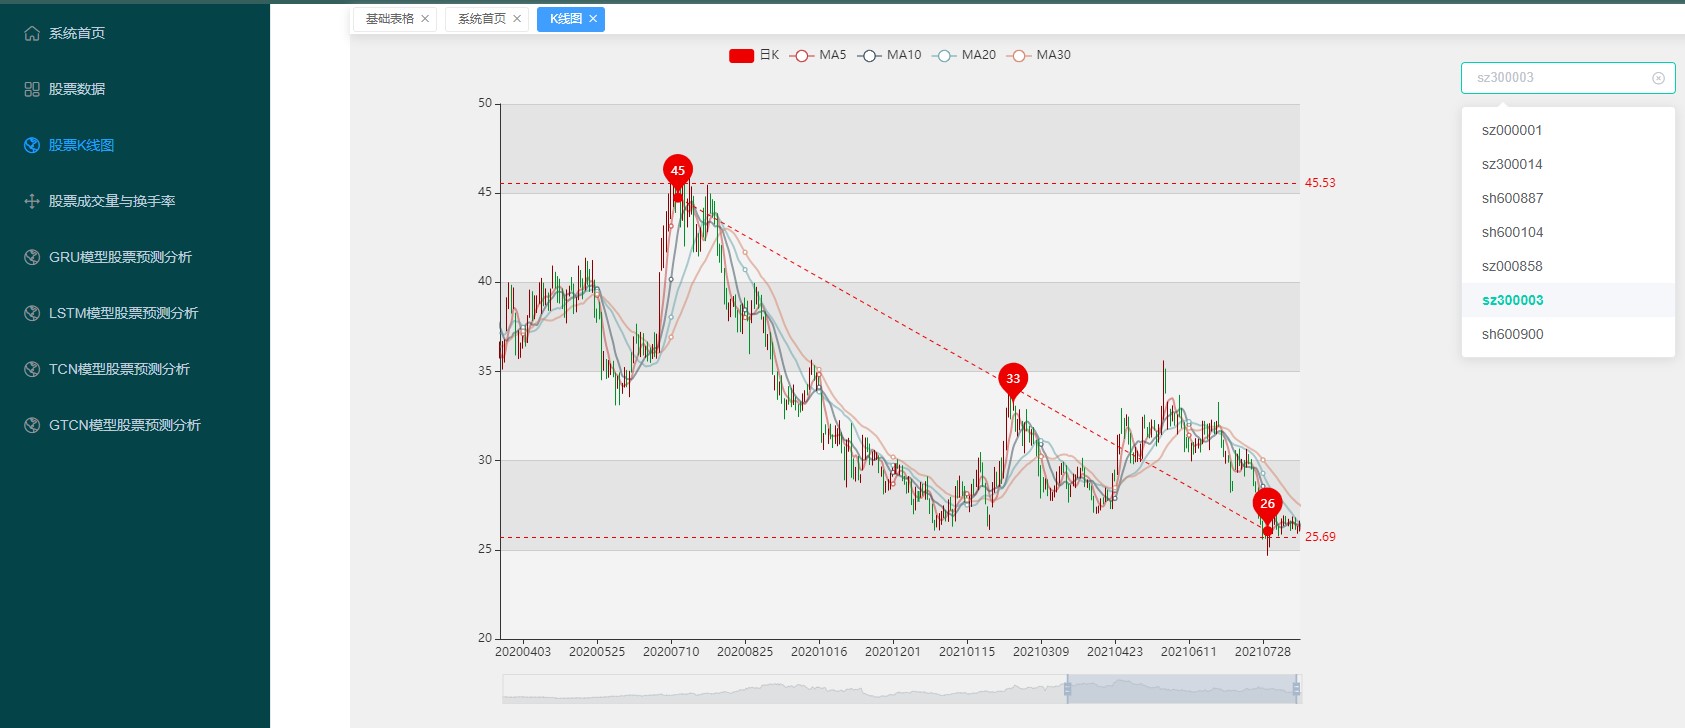 系统首页
股票数据
股票K线图
股票成交量与换手率
GRU模型股票预测分析
LSTM模型股票预测分析
TCN模型股票预测分析
GTCN模型股票预测分析
基础表格 系统首页 K线图
日K MA5 MA10 MA20 MA30
50
45
40
35
30
25
20
45
33
26
45.53
25.69
20200403 20200525 20200710 20200825 20201016 20201201 20210115 20210309 20210423 20210611 20210728
sz300003
sz000001
sz300014
sh600887
sh600104
sz000858
sz300003
sh600900